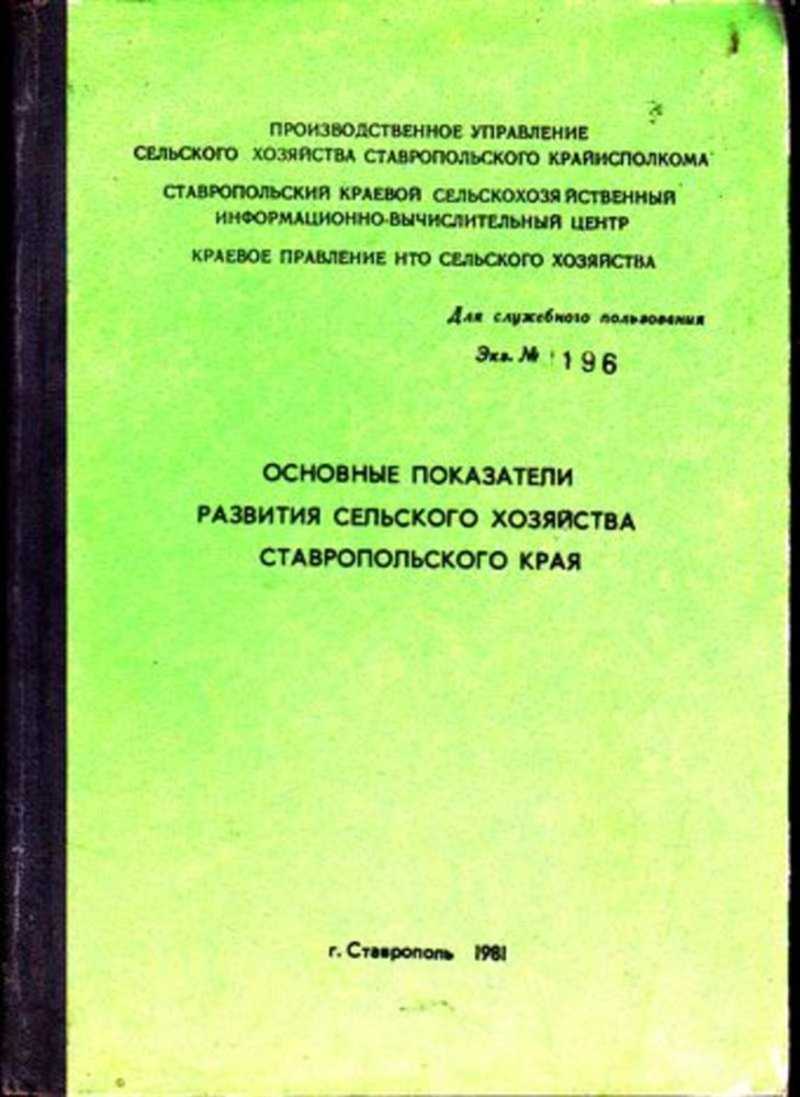 ПРОИЗВОДСТВЕННОЕ УПРАВЛЕНИЕ
СЕЛЬСКОГО ХОЗЯЙСТВА СТАВРОПОЛЬСКОГО КРАЙИСПОЛКОМА
СТАВРОПОЛЬСКИЙ КРАЕВОЙ СЕЛЬСКОХОЗЯЙСТВЕННЫЙ
ИНФОРМАЦИОННО-ВЫЧИСЛИТЕЛЬНЫЙ ЦЕНТР
КРАЕВОЕ ПРАВЛЕНИЕ НТО СЕЛЬСКОГО ХОЗЯЙСТВА
Для служебного пользования
Экз. № 196
ОСНОВНЫЕ ПОКАЗАТЕЛИ
РАЗВИТИЯ СЕЛЬСКОГО ХОЗЯЙСТВА
СТАВРОПОЛЬСКОГО КРАЯ
г. Ставрополь 1981